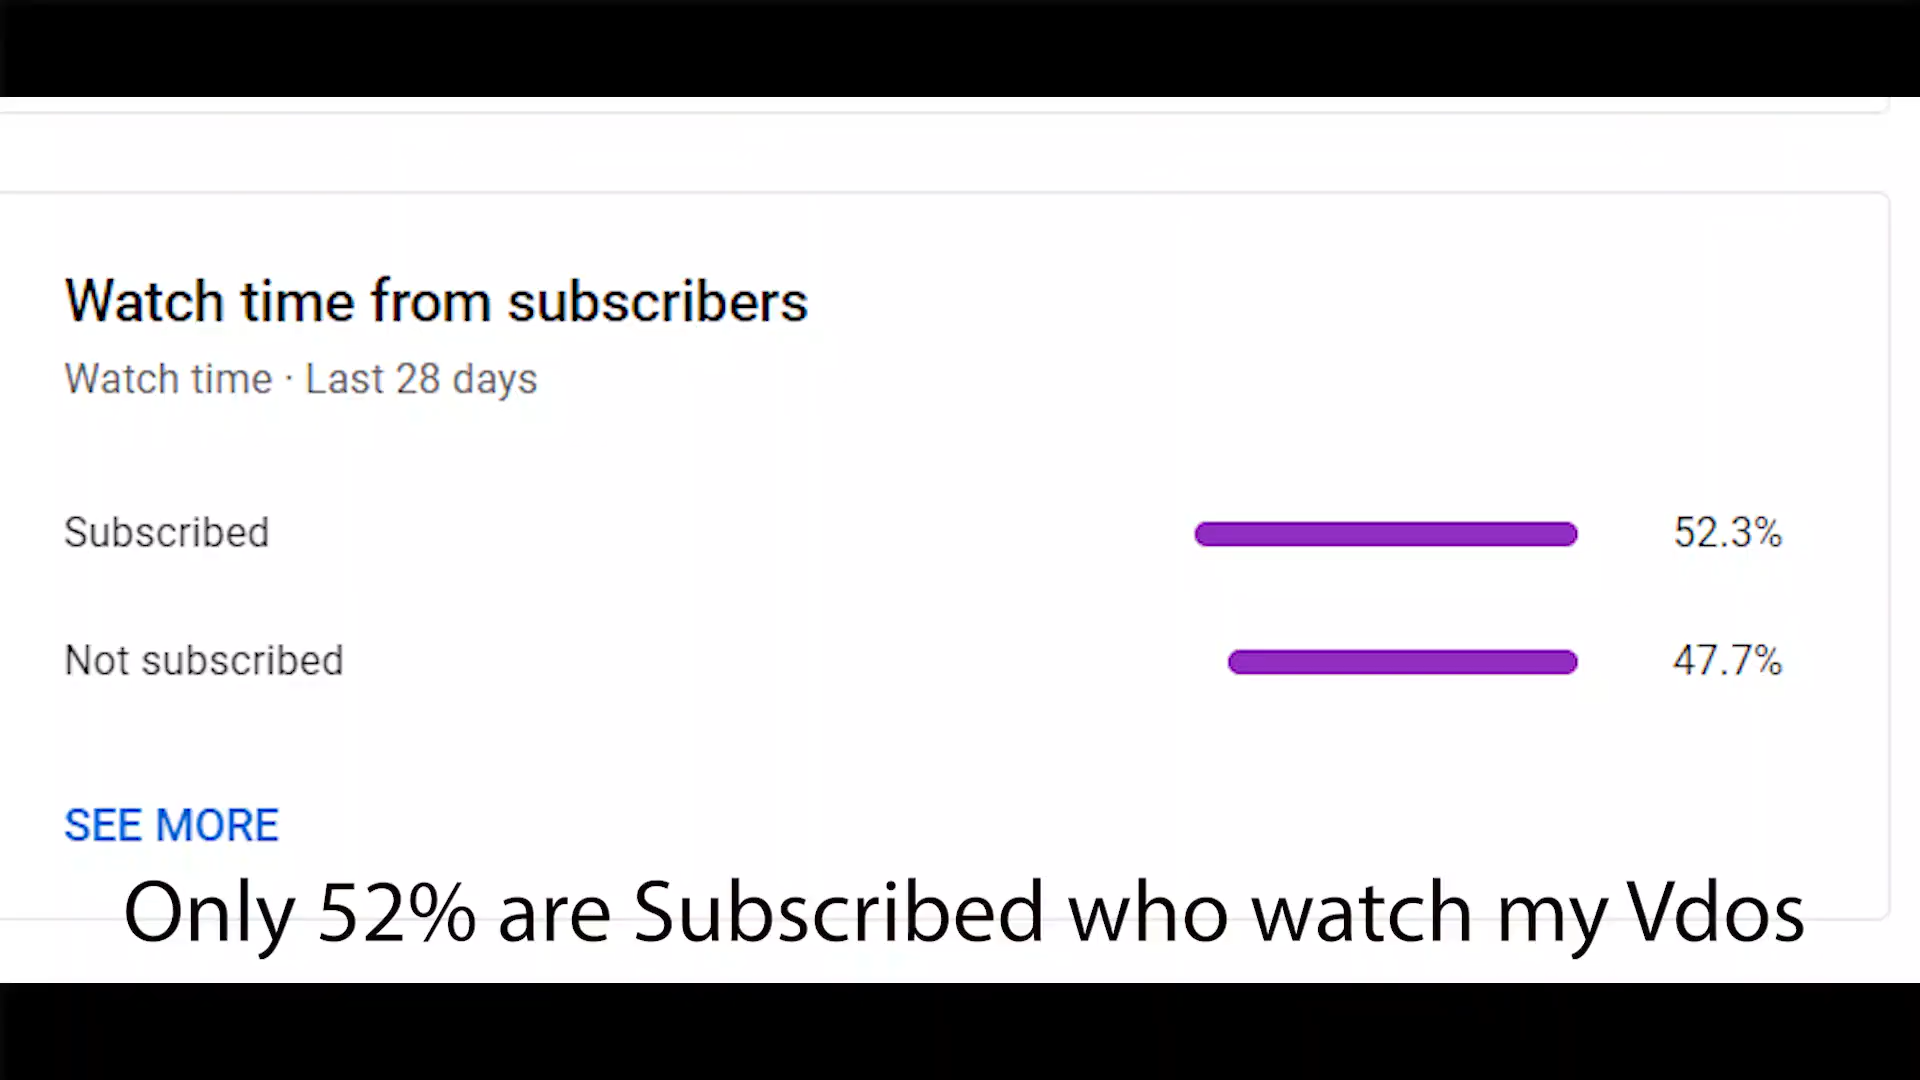 Watch time from subscribers
Watch time · Last 28 days
Subscribed 52.3%
Not subscribed 47.7%
SEE MORE
Only 52% are Subscribed who watch my Vdos